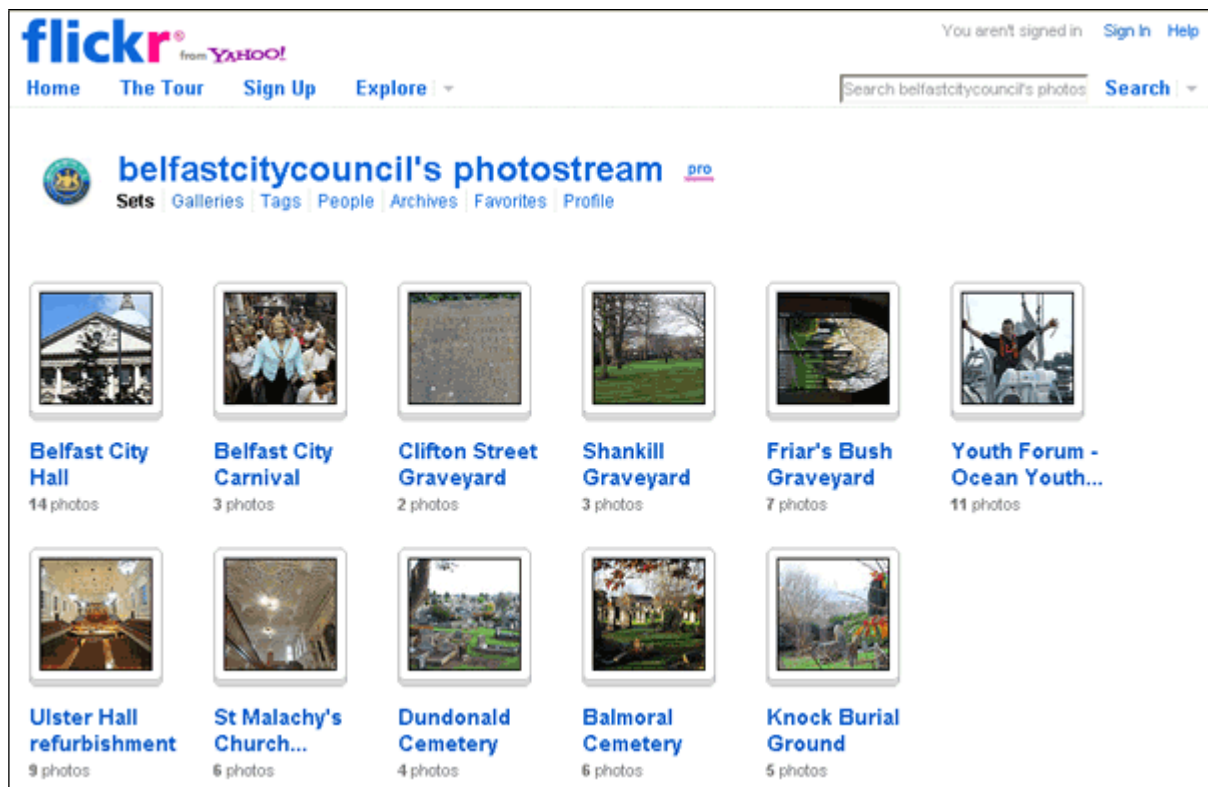 flickr® from YAHOO!
You aren't signed in Sign In Help
Home The Tour Sign Up Explore
Search belfastcitycouncil's photos Search
belfastcitycouncil's photostream pro
Sets Galleries Tags People Archives Favorites Profile
Belfast City
Hall
14 photos
Belfast City
Carnival
3 photos
Clifton Street
Graveyard
2 photos
Shankill
Graveyard
3 photos
Friar's Bush
Graveyard
7 photos
Youth Forum -
Ocean Youth...
11 photos
Ulster Hall
refurbishment
9 photos
St Malachy's
Church...
6 photos
Dundonald
Cemetery
4 photos
Balmoral
Cemetery
6 photos
Knock Burial
Ground
5 photos